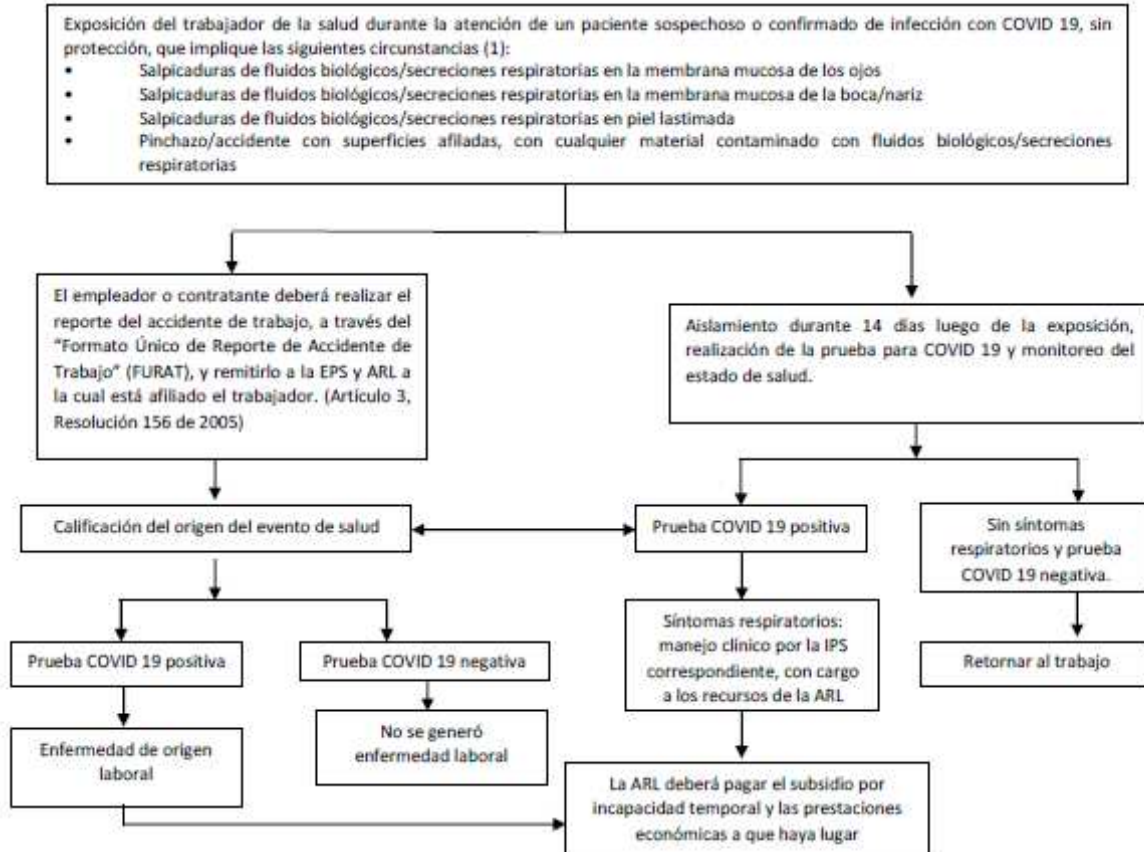 Exposición del trabajador de la salud durante la atención de un paciente sospechoso o confirmado de infección con COVID 19, sin
protección, que implique las siguientes circunstancias (1):
• Salpicaduras de fluidos biológicos/secreciones respiratorias en la membrana mucosa de los ojos
• Salpicaduras de fluidos biológicos/secreciones respiratorias en la membrana mucosa de la boca/nariz
• Salpicaduras de fluidos biológicos/secreciones respiratorias en piel lastimada
• Pinchazo/accidente con superficies afiladas, con cualquier material contaminado con fluidos biológicos/secreciones
respiratorias
El empleador o contratante deberá realizar el
reporte del accidente de trabajo, a través del
"Formato Único de Reporte de Accidente de
Trabajo" (FURAT), y remitirlo a la EPS y ARL a
la cual está afiliado el trabajador. (Artículo 3,
Resolución 156 de 2005)
Aislamiento durante 14 días luego de la exposición,
realización de la prueba para COVID 19 y monitoreo del
estado de salud.
Calificación del origen del evento de salud
Prueba COVID 19 positiva
Sin síntomas
respiratorios y prueba
COVID 19 negativa.
Prueba COVID 19 positiva
Prueba COVID 19 negativa
Síntomas respiratorios:
manejo clínico por la IPS
correspondiente, con cargo
a los recursos de la ARL
Retornar al trabajo
Enfermedad de origen
laboral
No se generó
enfermedad laboral
La ARL deberá pagar el subsidio por
incapacidad temporal y las prestaciones
económicas a que haya lugar